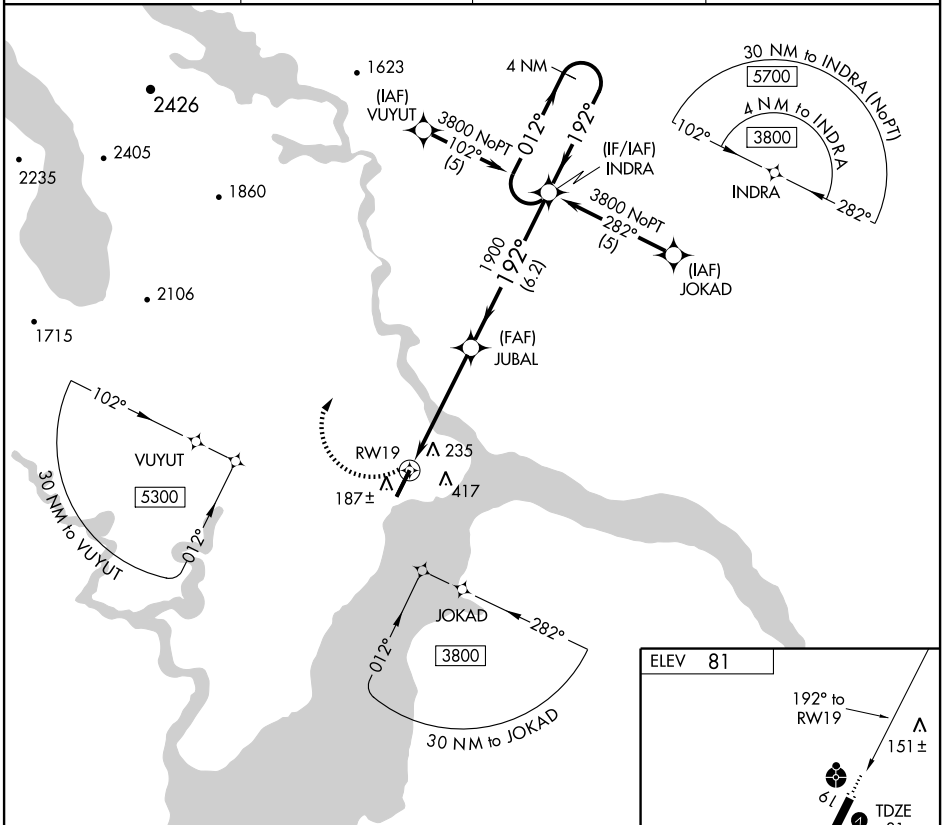 1623
2426
2405
2235
1860
2106
1715
(IAF)
VUYUT
3800 NoPT
102°
(5)
4 NM
012°
192°
(IF/IAF)
INDRA
3800 NoPT
282°
(5)
(IAF)
JOKAD
1900
192°
(6.2)
(FAF)
JUBAL
30 NM to INDRA (NoPT)
5700
4 NM to INDRA
3800
102°
INDRA
282°
RW19
235
187±
417
102°
VUYUT
5300
012°
30 NM to VUYUT
JOKAD
012°
282°
3800
30 NM to JOKAD
ELEV 81
192° to
RW19
151±
19
TDZE